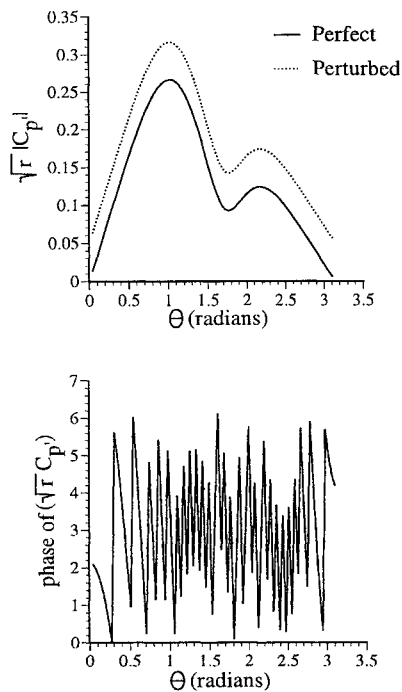 0.35
0.3
0.25
0.2
0.15
0.1
0.05
0
√r |Cp'|
Perfect
Perturbed
0 0.5 1 1.5 2 2.5 3 3.5
Θ (radians)
7
6
5
4
3
2
1
0
phase of (√r Cp')
0 0.5 1 1.5 2 2.5 3 3.5
Θ (radians)